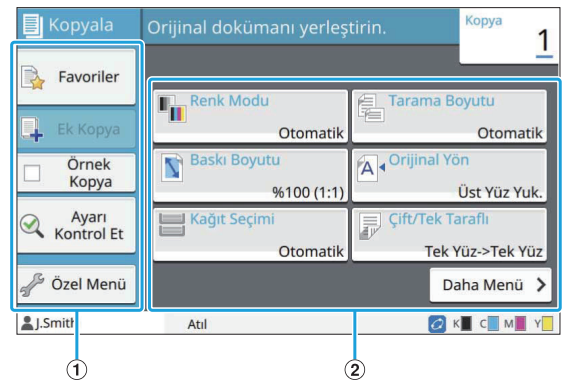 Kopyala
Orijinal dokümanı yerleştirin.
Kopya
1
Favoriler
Ek Kopya
Örnek
Kopya
Ayarı
Kontrol Et
Özel Menü
Renk Modu
Otomatik
Tarama Boyutu
Otomatik
Baskı Boyutu
%100 (1:1)
A
Orijinal Yön
Üst Yüz Yuk.
Kağıt Seçimi
Otomatik
Çift/Tek Taraflı
Tek Yüz->Tek Yüz
Daha Menü
J.Smith
Atıl
K C M Y
1 2